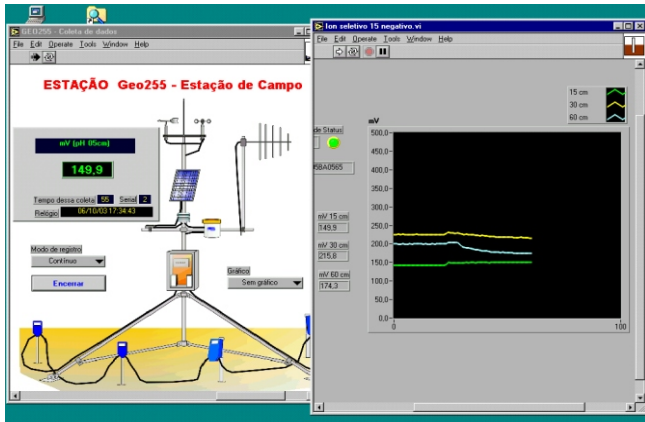 GEO255 - Coleta de dados
File Edit Operate Tools Window Help
ESTAÇÃO Geo255 - Estação de Campo
mV (pH 05cm)
149,9
Tempo dessa coleta 55 Serial 2
Relógio 06/10/03 17:34:43
Modo de registro
Contínuo
Encerrar
Gráfico
Sem gráfico
Ion seletivo 15 negativo.vi
File Edit Operate Tools Window Help
15 cm
30 cm
60 cm
de Status
58A0565
mV 15 cm
149,9
mV 30 cm
215,8
mV 60 cm
174,3
mV
500,0
450,0
400,0
350,0
300,0
250,0
200,0
150,0
100,0
50,0
0,0
0
100